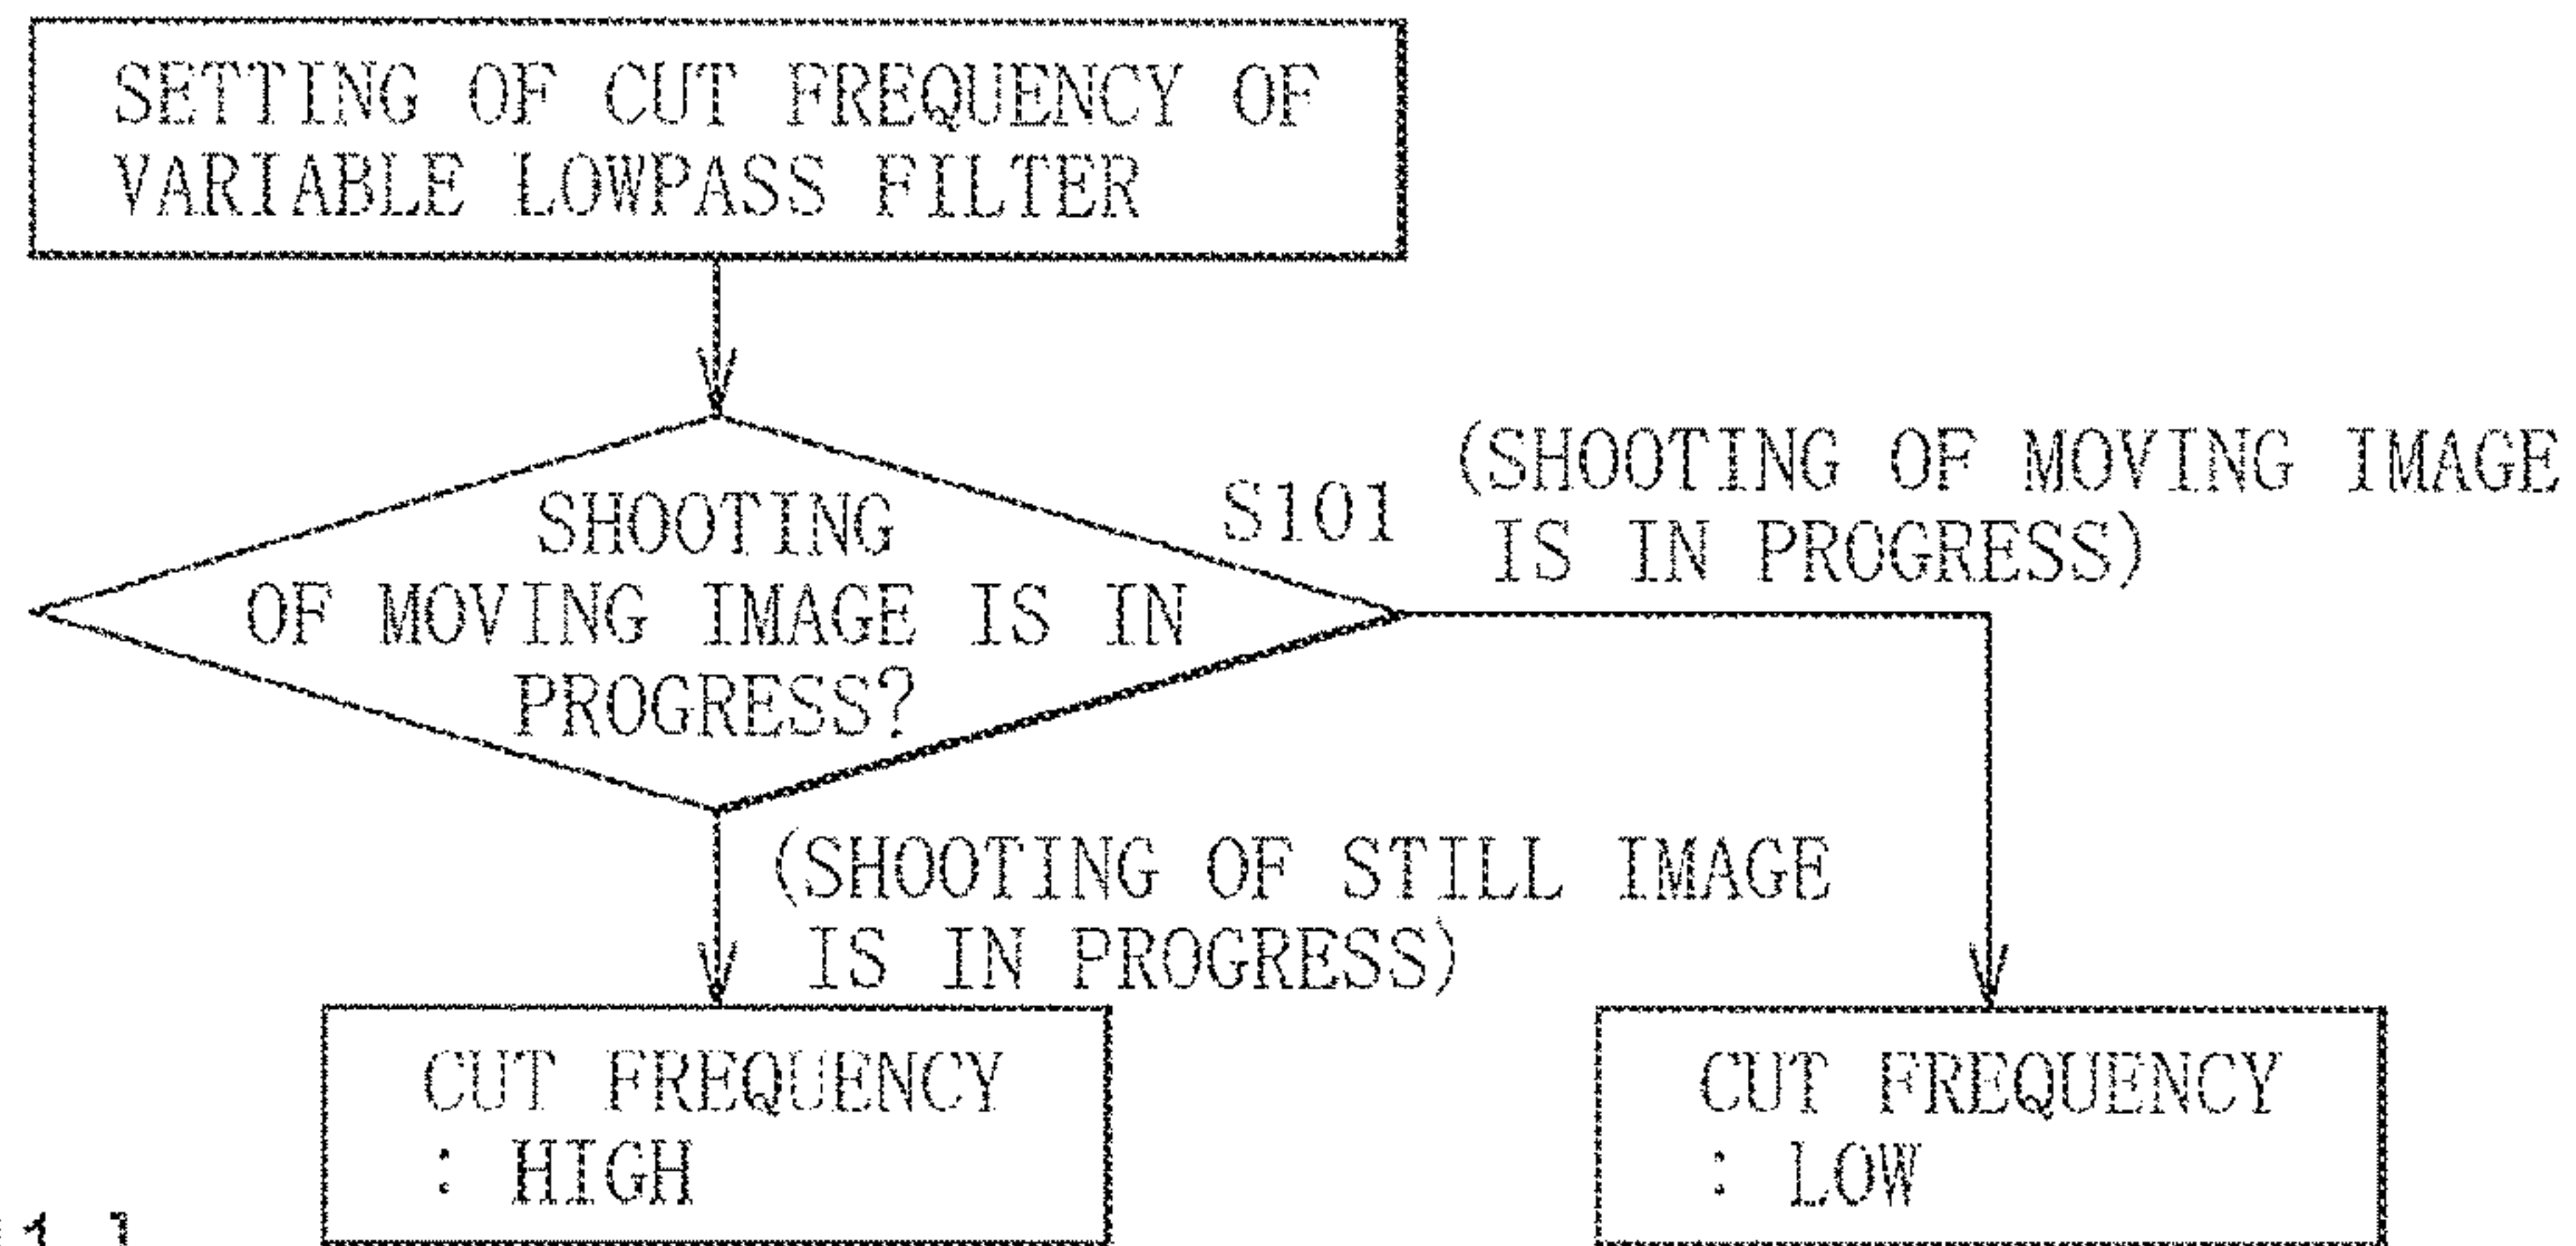 SETTING OF CUT FREQUENCY OF
VARIABLE LOWPASS FILTER
SHOOTING
OF MOVING IMAGE IS IN
PROGRESS?
S101
(SHOOTING OF MOVING IMAGE
IS IN PROGRESS)
(SHOOTING OF STILL IMAGE
IS IN PROGRESS)
CUT FREQUENCY
: HIGH
CUT FREQUENCY
: LOW